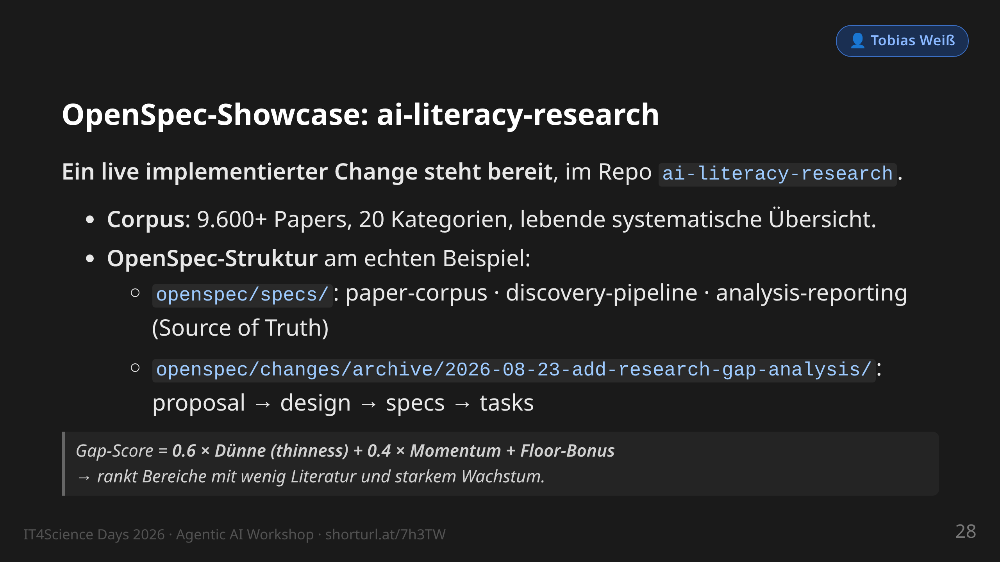 👤 Tobias Weiß
OpenSpec-Showcase: ai-literacy-research
Ein live implementierter Change steht bereit, im Repo ai-literacy-research.
• Corpus: 9.600+ Papers, 20 Kategorien, lebende systematische Übersicht.
• OpenSpec-Struktur am echten Beispiel:
○ openspec/specs/: paper-corpus · discovery-pipeline · analysis-reporting
(Source of Truth)
○ openspec/changes/archive/2026-08-23-add-research-gap-analysis/:
proposal → design → specs → tasks
Gap-Score = 0.6 × Dünne (thinness) + 0.4 × Momentum + Floor-Bonus
→ rankt Bereiche mit wenig Literatur und starkem Wachstum.
IT4Science Days 2026 · Agentic AI Workshop · shorturl.at/7h3TW
28